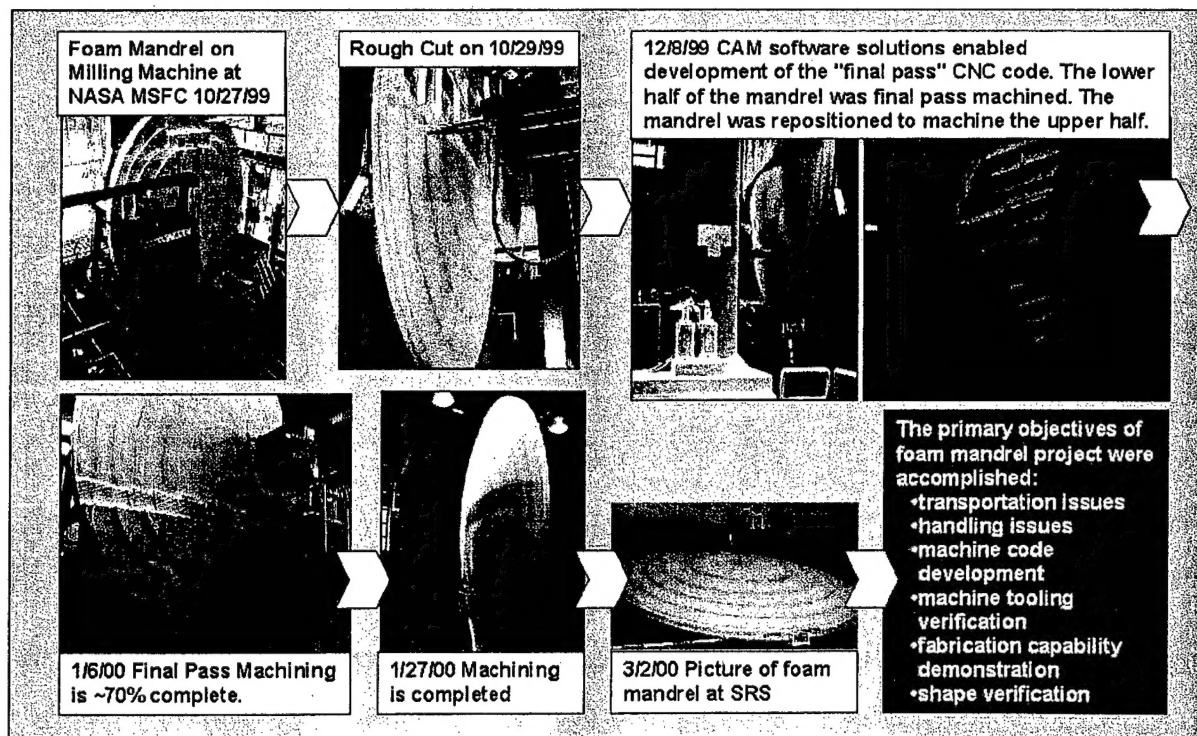 Foam Mandrel on
Milling Machine at
NASA MSFC 10/27/99
Rough Cut on 10/29/99
12/8/99 CAM software solutions enabled
development of the "final pass" CNC code. The lower
half of the mandrel was final pass machined. The
mandrel was repositioned to machine the upper half.
1/6/00 Final Pass Machining
is ~70% complete.
1/27/00 Machining
is completed
3/2/00 Picture of foam
mandrel at SRS
The primary objectives of
foam mandrel project were
accomplished:
•transportation issues
•handling issues
•machine code
development
•machine tooling
verification
•fabrication capability
demonstration
•shape verification